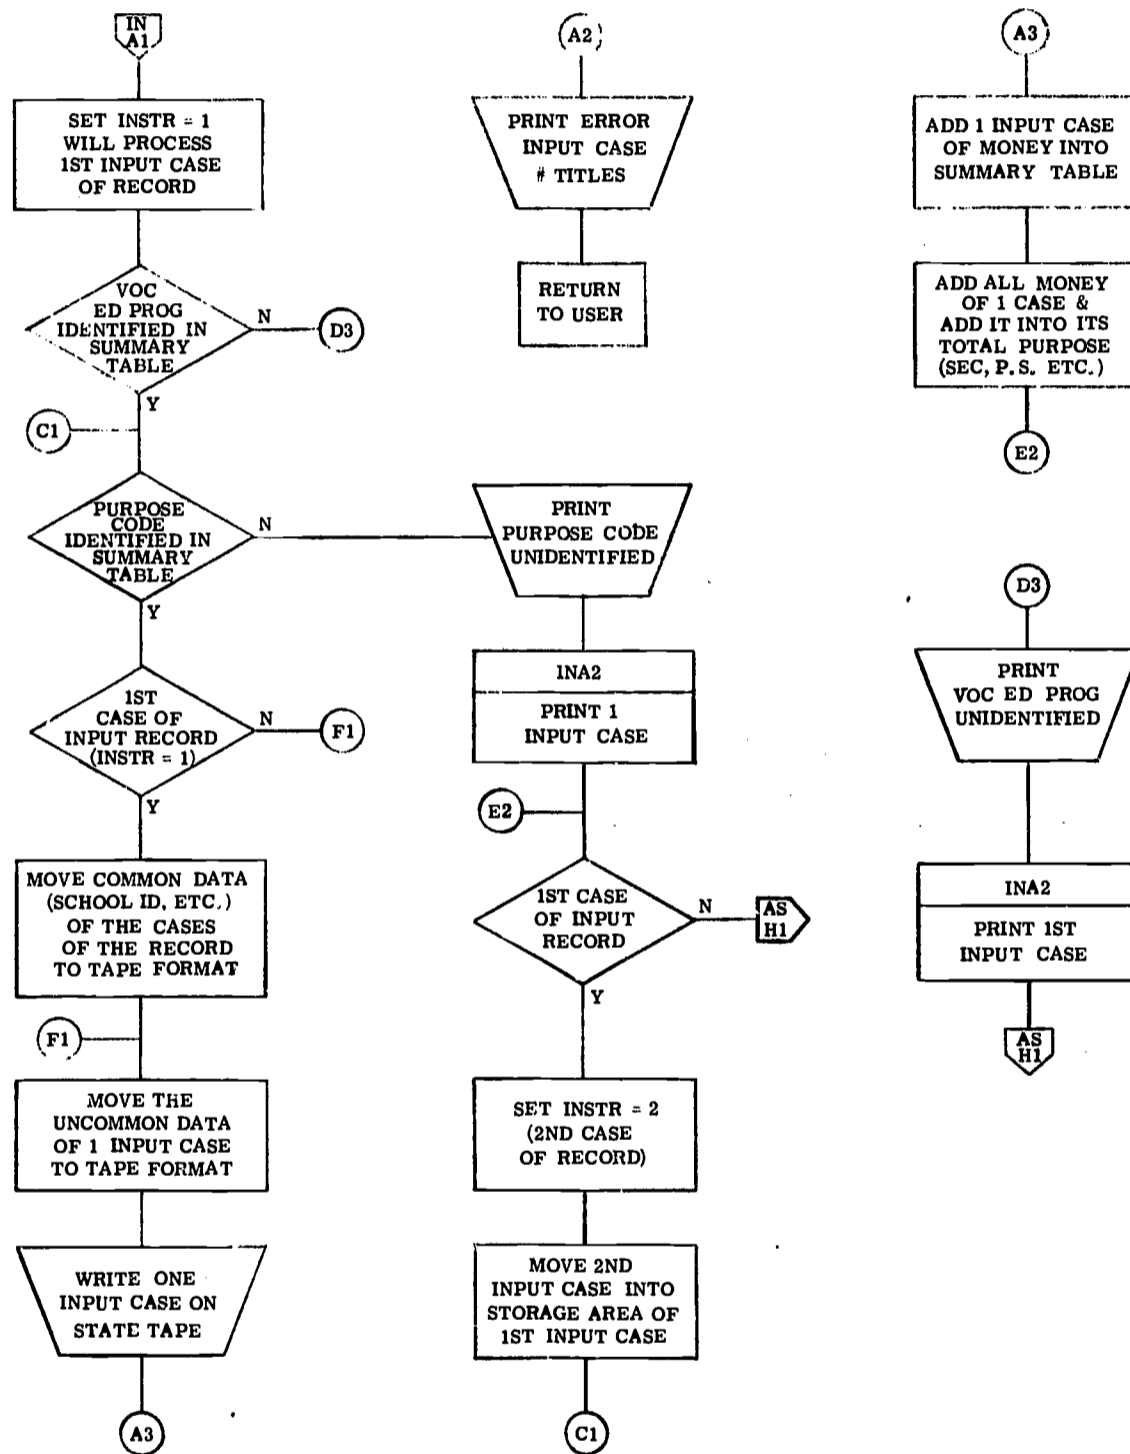 IN
A1
SET INSTR = 1
WILL PROCESS
1ST INPUT CASE
OF RECORD
VOC
ED PROG
IDENTIFIED IN
SUMMARY
TABLE
N
D3
Y
C1
PURPOSE
CODE
IDENTIFIED IN
SUMMARY
TABLE
N
Y
1ST
CASE OF
INPUT RECORD
(INSTR = 1)
N
F1
Y
MOVE COMMON DATA
(SCHOOL ID, ETC.)
OF THE CASES
OF THE RECORD
TO TAPE FORMAT
F1
MOVE THE
UNCOMMON DATA
OF 1 INPUT CASE
TO TAPE FORMAT
WRITE ONE
INPUT CASE ON
STATE TAPE
A3
A2
PRINT ERROR
INPUT CASE
# TITLES
RETURN
TO USER
PRINT
PURPOSE CODE
UNIDENTIFIED
INA2
PRINT 1
INPUT CASE
E2
1ST CASE
OF INPUT
RECORD
N
AS
H1
Y
SET INSTR = 2
(2ND CASE
OF RECORD)
MOVE 2ND
INPUT CASE INTO
STORAGE AREA OF
1ST INPUT CASE
C1
A3
ADD 1 INPUT CASE
OF MONEY INTO
SUMMARY TABLE
ADD ALL MONEY
OF 1 CASE &
ADD IT INTO ITS
TOTAL PURPOSE
(SEC, P.S. ETC.)
E2
D3
PRINT
VOC ED PROG
UNIDENTIFIED
INA2
PRINT 1ST
INPUT CASE
AS
H1